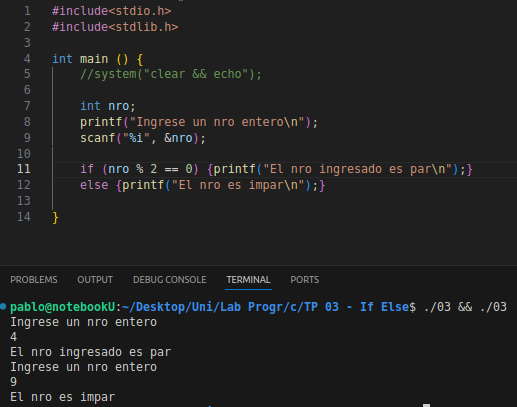 1 #include<stdio.h>
2 #include<stdlib.h>
3
4 int main () {
5 //system("clear && echo");
6
7 int nro;
8 printf("Ingrese un nro entero\n");
9 scanf("%i", &nro);
10
11 if (nro % 2 == 0) {printf("El nro ingresado es par\n");}
12 else {printf("El nro es impar\n");}
13
14 }
PROBLEMS OUTPUT DEBUG CONSOLE TERMINAL PORTS
pablo@notebookU:~/Desktop/Uni/Lab Progr/c/TP 03 - If Else$ ./03 && ./03
Ingrese un nro entero
4
El nro ingresado es par
Ingrese un nro entero
9
El nro es impar